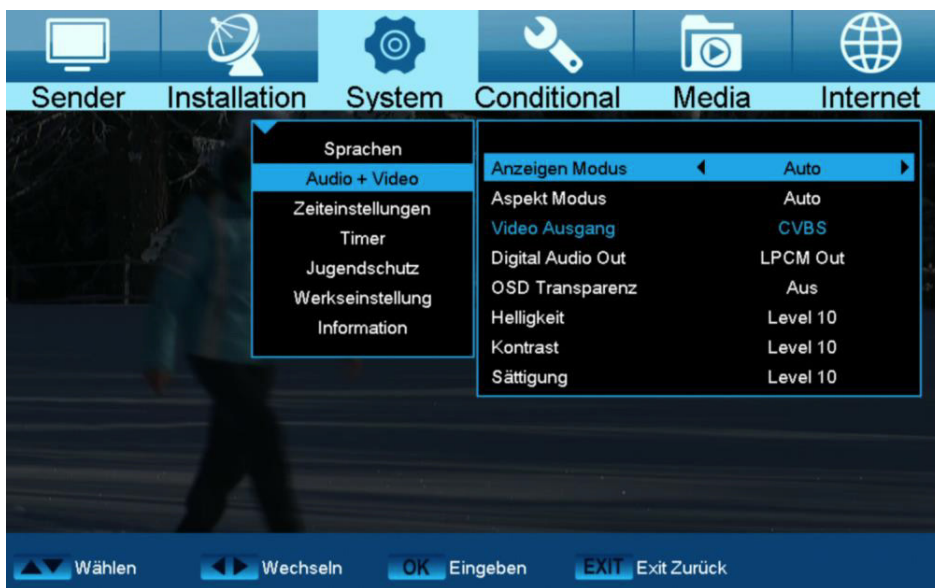 Sender Installation System Conditional Media Internet
Sprachen
Audio + Video
Zeiteinstellungen
Timer
Jugendschutz
Werkseinstellung
Information
Anzeigen Modus Auto
Aspekt Modus Auto
Video Ausgang CVBS
Digital Audio Out LPCM Out
OSD Transparenz Aus
Helligkeit Level 10
Kontrast Level 10
Sättigung Level 10
Wählen Wechseln OK Eingeben EXIT Exit Zurück